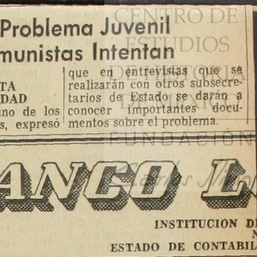 Problema Juvenil
munistas Intentan
TA
DAD
uno de los
s, expresó
que en entrevistas que se
realizarán con otros subsecre-
tarios de Estado se darán a
conocer importantes docu-
mentos sobre el problema.
CENTRO DE
ESTUDIOS
FUNDACION
ANCO L
INSTITUCION D
ESTADO DE CONTABIL